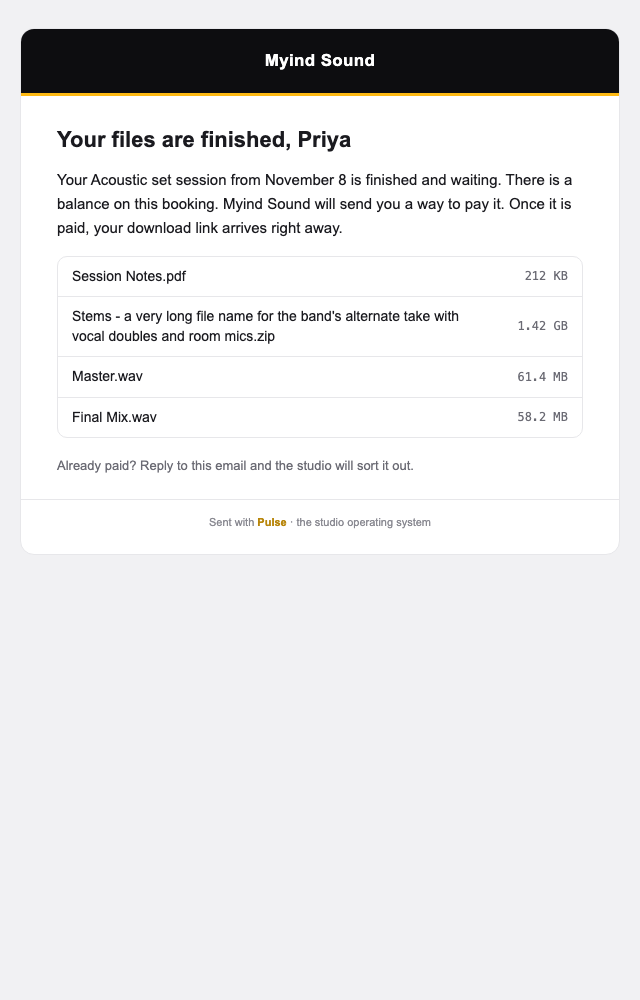 Myind Sound
Your files are finished, Priya
Your Acoustic set session from November 8 is finished and waiting. There is a
balance on this booking. Myind Sound will send you a way to pay it. Once it is
paid, your download link arrives right away.
Session Notes.pdf 212 KB
Stems - a very long file name for the band's alternate take with
vocal doubles and room mics.zip 1.42 GB
Master.wav 61.4 MB
Final Mix.wav 58.2 MB
Already paid? Reply to this email and the studio will sort it out.
Sent with Pulse · the studio operating system